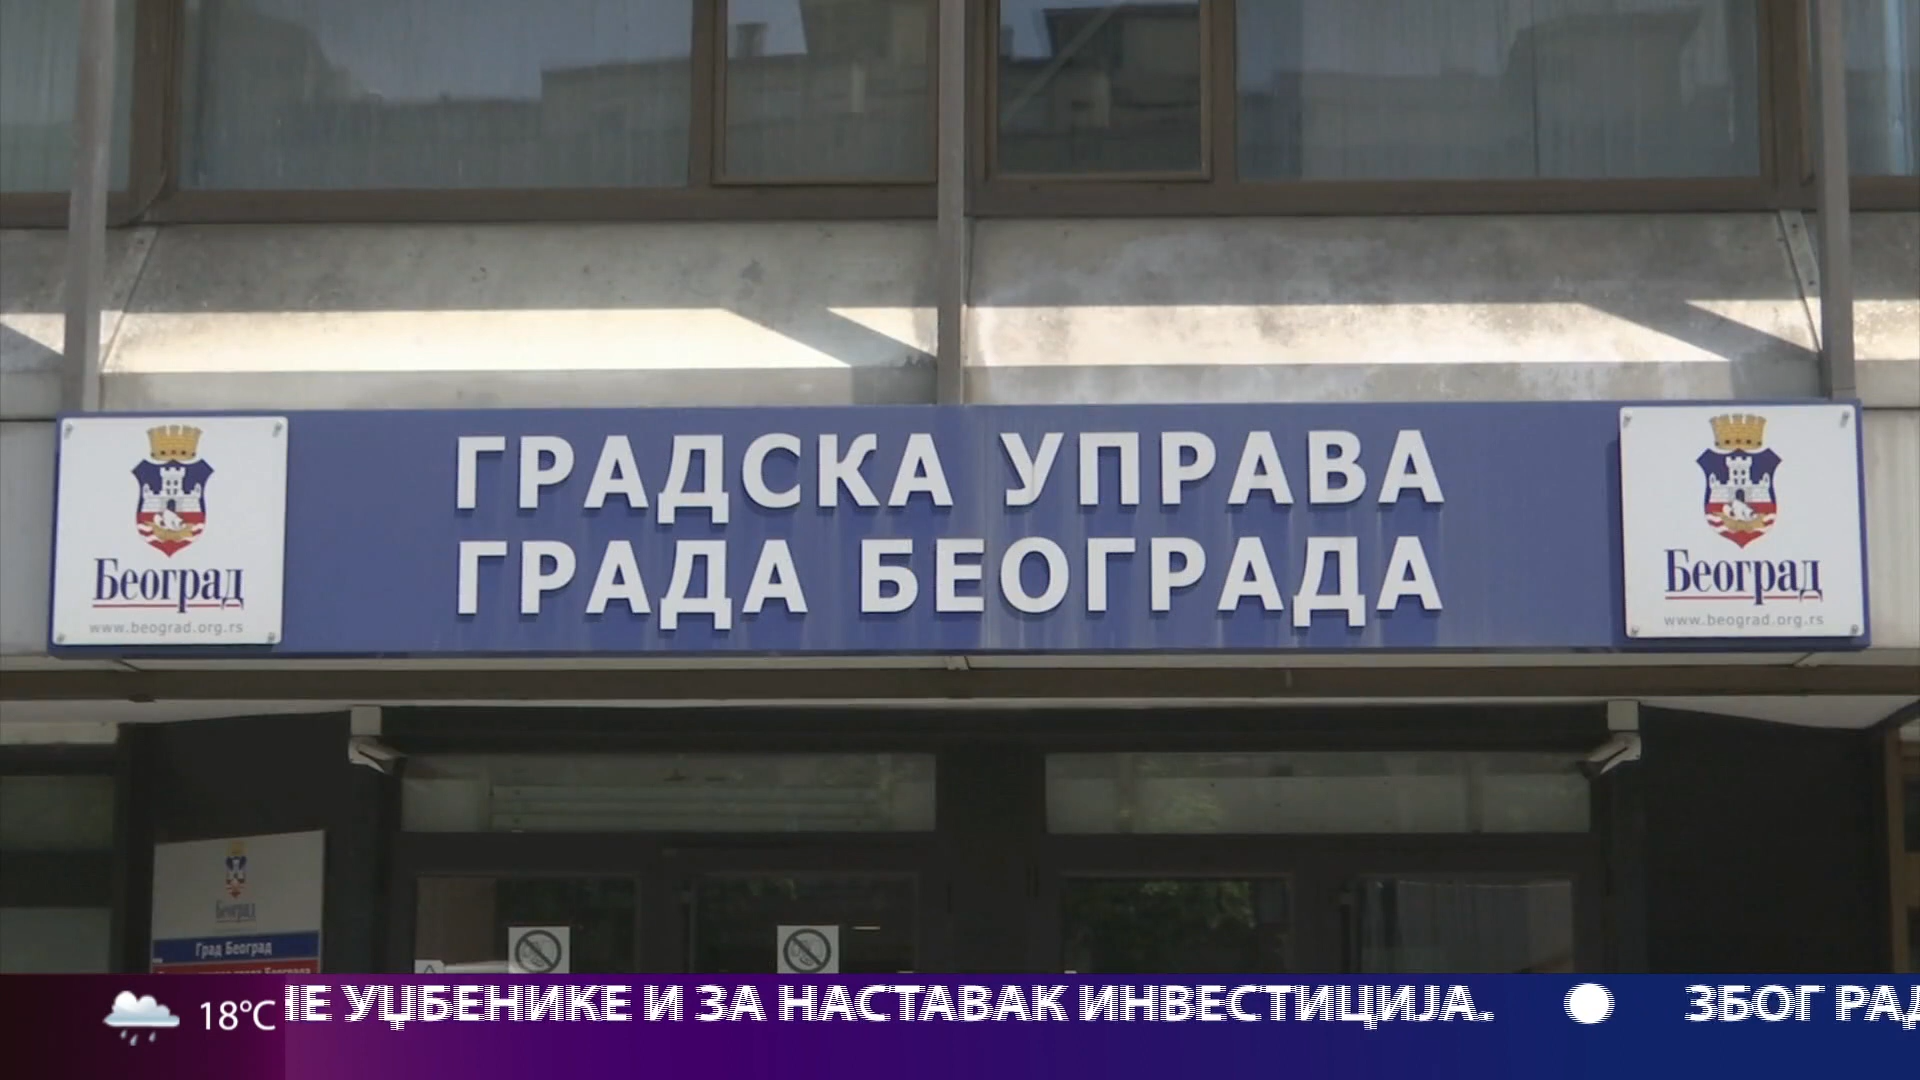 ГРАДСКА УПРАВА
ГРАДА БЕОГРАДА
Београд
www.beograd.org.rs
Београд
www.beograd.org.rs
Београд
Град Београд
18°C
НЕ УЏБЕНИКЕ И ЗА НАСТАВАК ИНВЕСТИЦИЈА.
ЗБОГ РАД